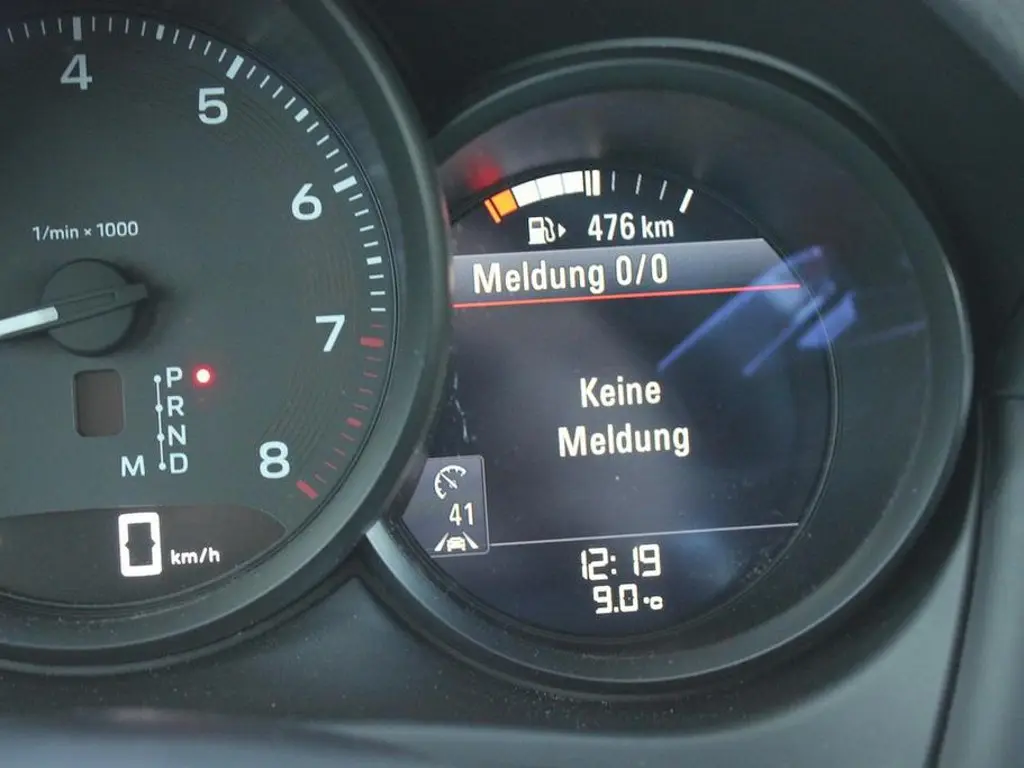 4
5
6
7
8
1/min × 1000
P
R
N
M D
0 km/h
476 km
Meldung 0/0
Keine
Meldung
41
12:19
9.0 °C